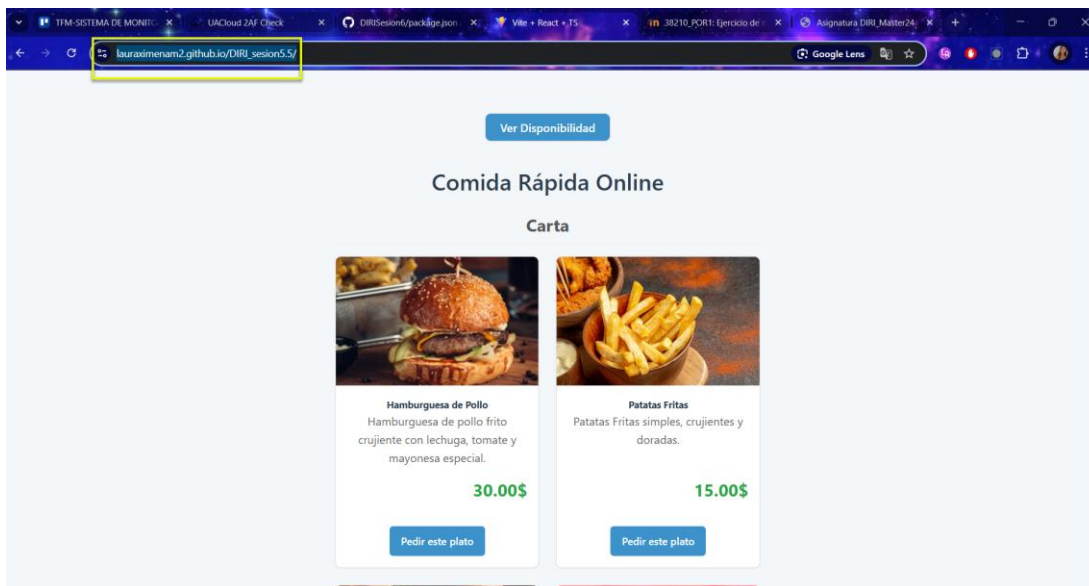 TFM-SISTEMA DE MONITO
UACloud 2AF Check
DIRISesion6/package.json
Vite + React + TS
38210_POR1: Ejercicio de
Asignatura DIRI_Master24
lauraximenam2.github.io/DIRI_sesion5.5/
Google Lens
Ver Disponibilidad
Comida Rápida Online
Carta
Hamburguesa de Pollo
Hamburguesa de pollo frito
crujiente con lechuga, tomate y
mayonesa especial.
30.00$
Pedir este plato
Patatas Fritas
Patatas Fritas simples, crujientes y
doradas.
15.00$
Pedir este plato